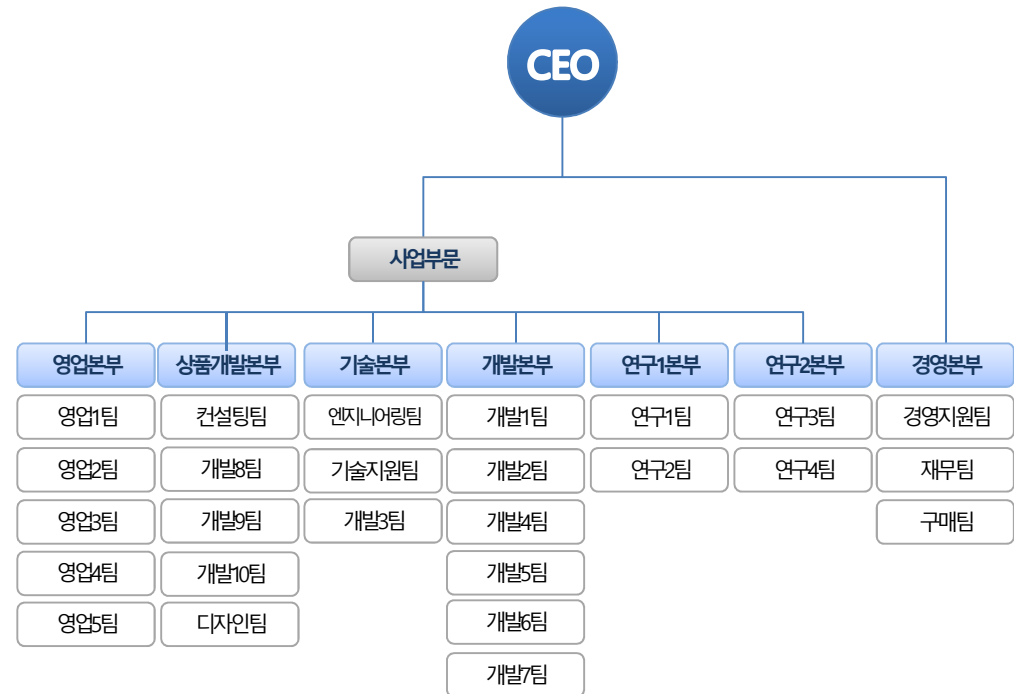 CEO
사업부문
영업본부 상품개발본부 기술본부 개발본부 연구1본부 연구2본부 경영본부
영업1팀 컨설팅팀 엔지니어링팀 개발1팀 연구1팀 연구3팀 경영지원팀
영업2팀 개발8팀 기술지원팀 개발2팀 연구2팀 연구4팀 재무팀
영업3팀 개발9팀 개발3팀 개발4팀 구매팀
영업4팀 개발10팀 개발5팀
영업5팀 디자인팀 개발6팀
개발7팀